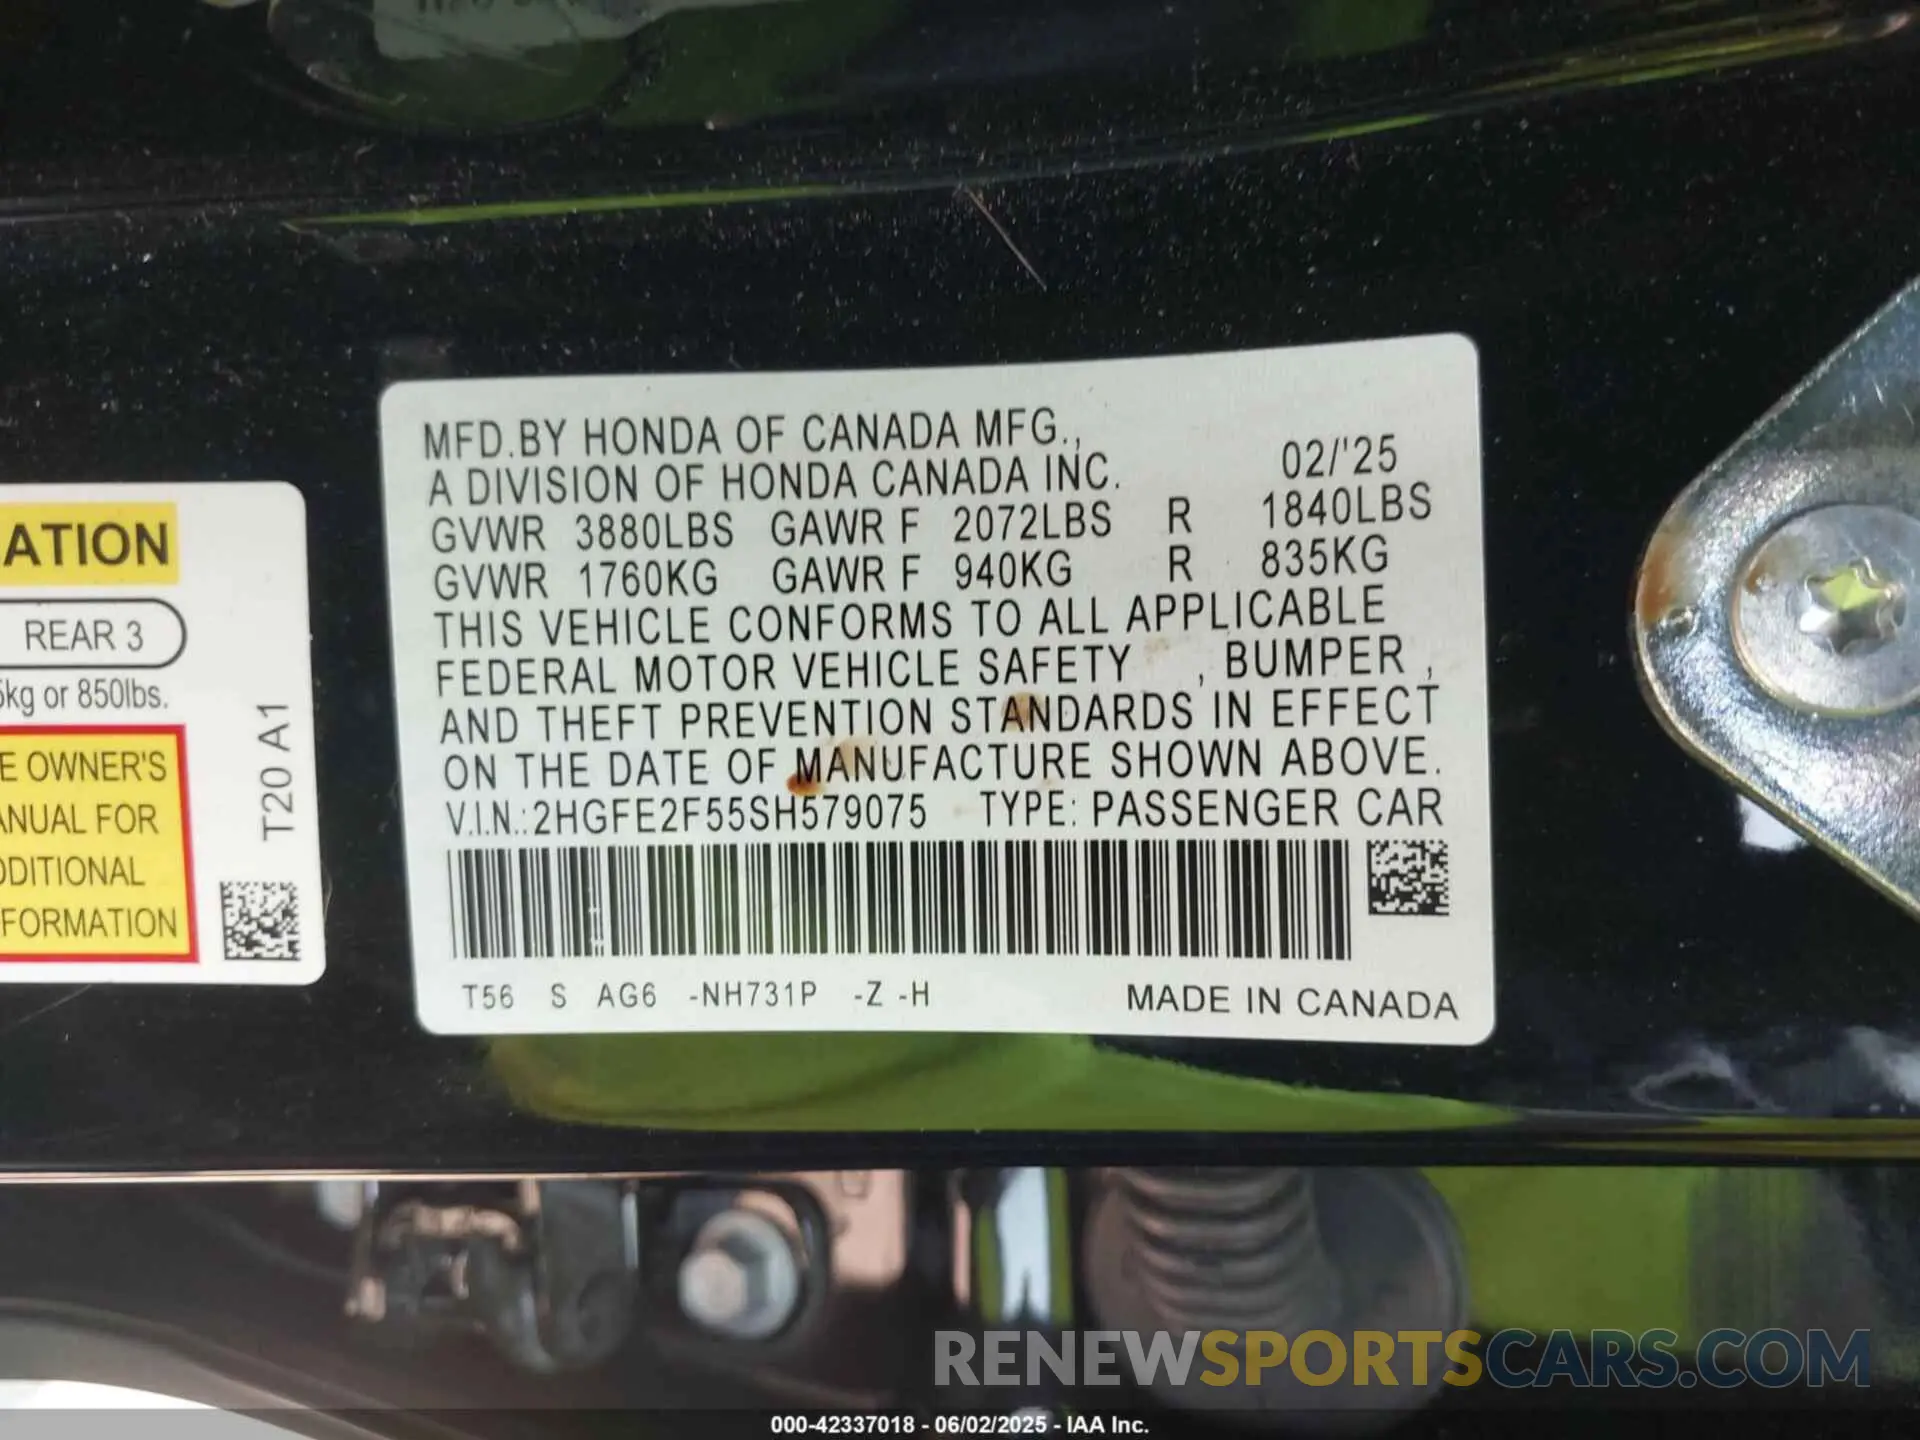 ATION
REAR 3
kg or 850lbs.
E OWNER'S
ANUAL FOR
DDITIONAL
FORMATION
T20 A1
MFD.BY HONDA OF CANADA MFG.,
A DIVISION OF HONDA CANADA INC. 02/'25
GVWR 3880LBS GAWR F 2072LBS R 1840LBS
GVWR 1760KG GAWR F 940KG R 835KG
THIS VEHICLE CONFORMS TO ALL APPLICABLE
FEDERAL MOTOR VEHICLE SAFETY , BUMPER ,
AND THEFT PREVENTION STANDARDS IN EFFECT
ON THE DATE OF MANUFACTURE SHOWN ABOVE.
V.I.N.:2HGFE2F55SH579075 TYPE: PASSENGER CAR
T56 S AG6 -NH731P -Z -H MADE IN CANADA
RENEWSPORTSCARS.COM
000-42337018 - 06/02/2025 - IAA Inc.